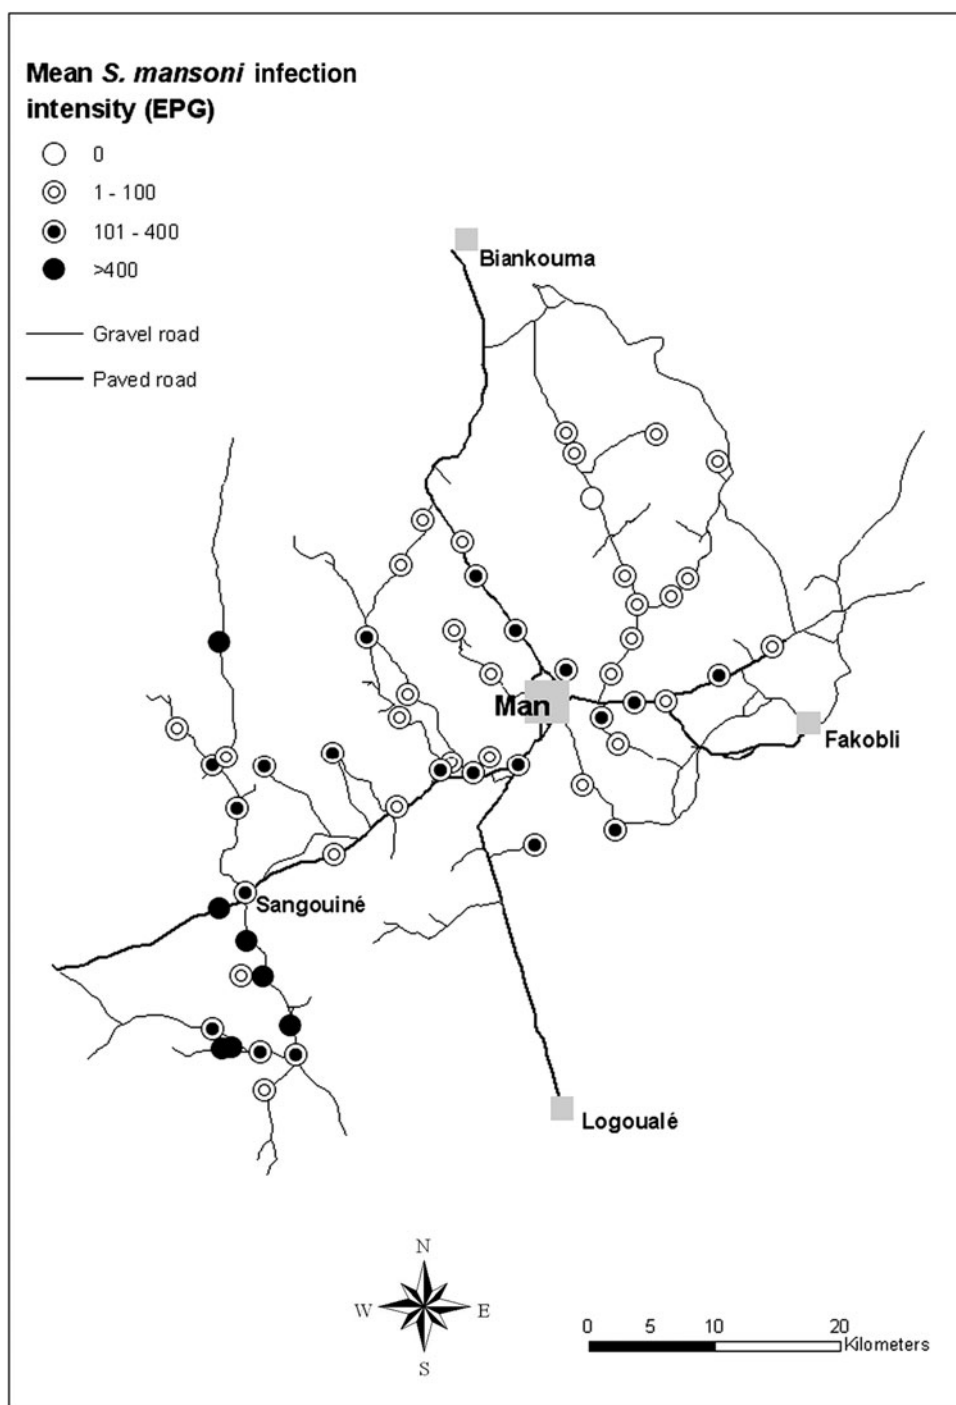 Mean S. mansoni infection
intensity (EPG)
0
1 - 100
101 - 400
>400
Gravel road
Paved road
Biankouma
Man
Fakobli
Sangouiné
Logoualé
N
W E
S
0 5 10 20
Kilometers